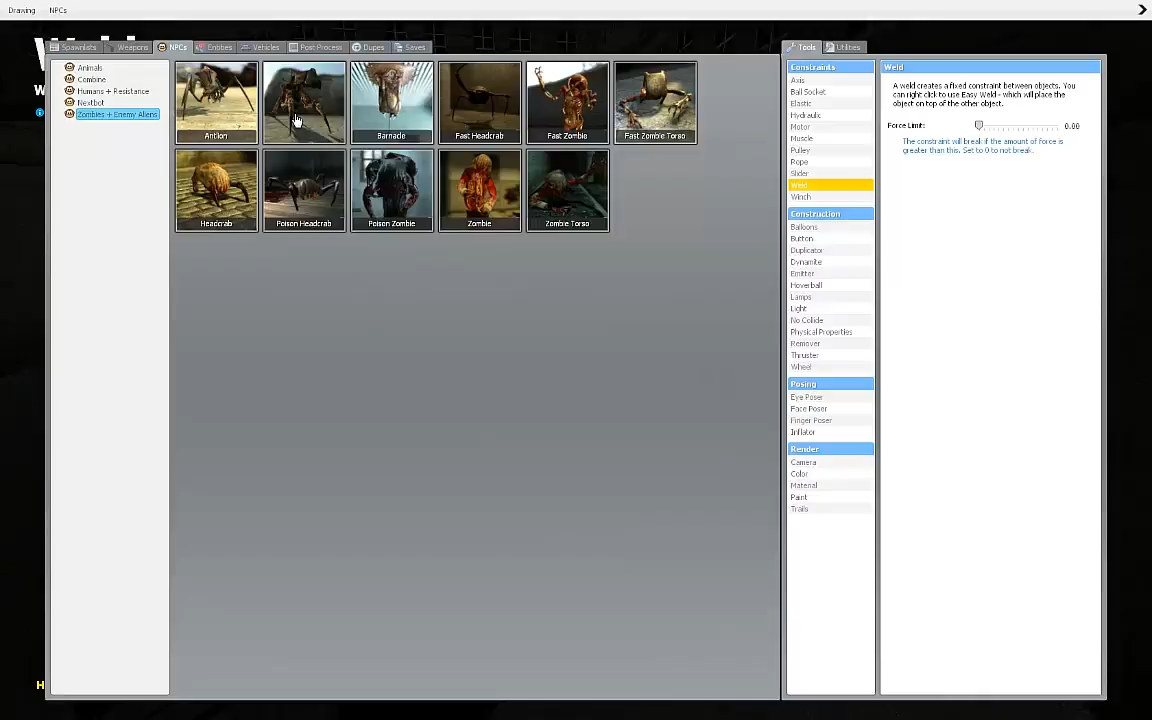 Drawing NPCs
Spawnlists Weapons NPCs Entities Vehicles Post Process Dupes Saves
Tools Utilities
Animals
Combine
Humans + Resistance
Nextbot
Zombies + Enemy Aliens
Antlion
Barnacle
Fast Headcrab
Fast Zombie
Fast Zombie Torso
Headcrab
Poison Headcrab
Poison Zombie
Zombie
Zombie Torso
Constraints
Axis
Ball Socket
Elastic
Hydraulic
Motor
Muscle
Pulley
Rope
Slider
Weld
Winch
Construction
Balloons
Button
Duplicator
Dynamite
Emitter
Hoverball
Lamps
Light
No Collide
Physical Properties
Remover
Thruster
Wheel
Posing
Eye Poser
Face Poser
Finger Poser
Inflator
Render
Camera
Color
Material
Paint
Trails
Weld
A weld creates a fixed constraint between objects. You
can right click to use Easy Weld - which will place the
object on top of the other object.
Force Limit: 0.00
The constraint will break if the amount of force is
greater than this. Set to 0 to not break.